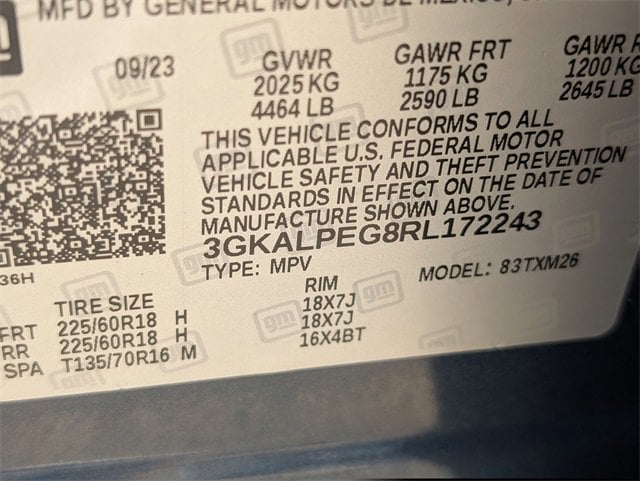 MFD BY GENERAL MOTORS DE MEXICO,
gm
09/23
GVWR GAWR FRT GAWR R
2025 KG 1175 KG 1200 KG
4464 LB 2590 LB 2645 LB
THIS VEHICLE CONFORMS TO ALL
APPLICABLE U.S. FEDERAL MOTOR
VEHICLE SAFETY AND THEFT PREVENTION
STANDARDS IN EFFECT ON THE DATE OF
MANUFACTURE SHOWN ABOVE.
3GKALPEG8RL172243
TYPE: MPV MODEL: 83TXM26
36H
TIRE SIZE RIM
FRT 225/60R18 H 18X7J
RR 225/60R18 H 18X7J
SPA T135/70R16 M 16X4BT